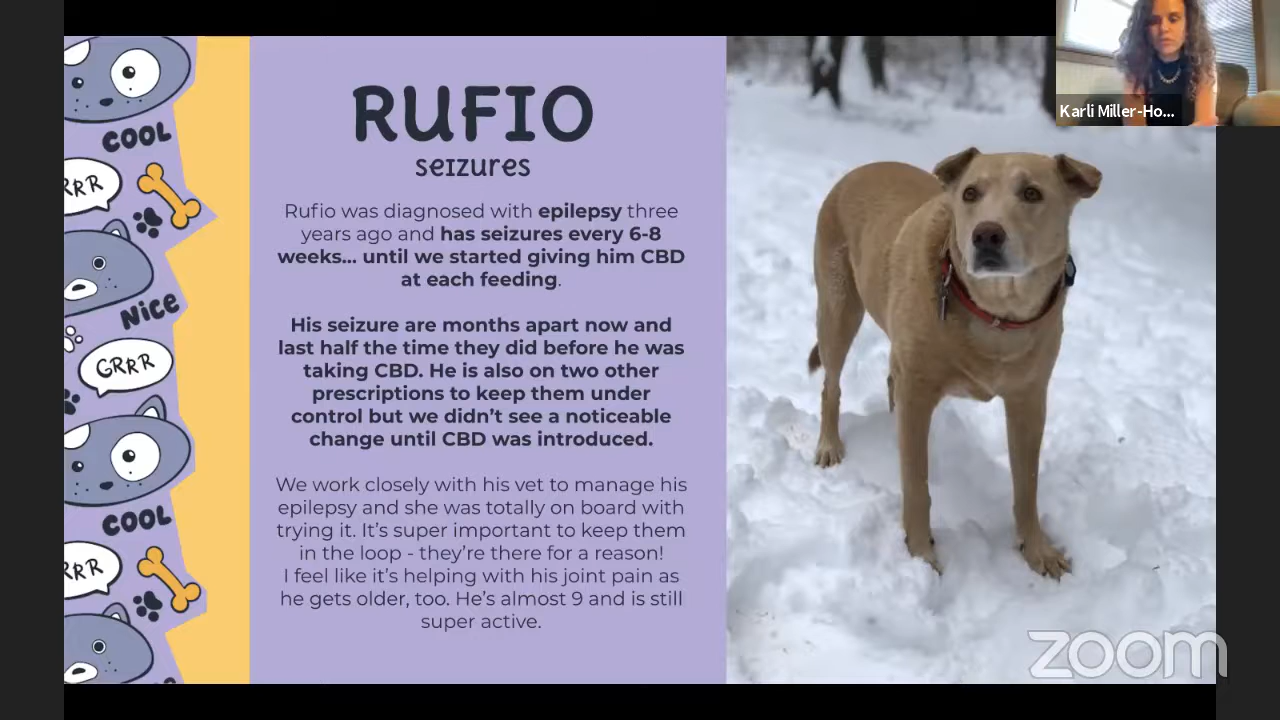 RUFIO
seizures
Rufio was diagnosed with epilepsy three
years ago and has seizures every 6-8
weeks... until we started giving him CBD
at each feeding.
His seizure are months apart now and
last half the time they did before he was
taking CBD. He is also on two other
prescriptions to keep them under
control but we didn't see a noticeable
change until CBD was introduced.
We work closely with his vet to manage his
epilepsy and she was totally on board with
trying it. It's super important to keep them
in the loop - they're there for a reason!
I feel like it's helping with his joint pain as
he gets older, too. He's almost 9 and is still
super active.
COOL
RRR
NICE
GRRR
COOL
RRR
Karli Miller-Ho...
zoom